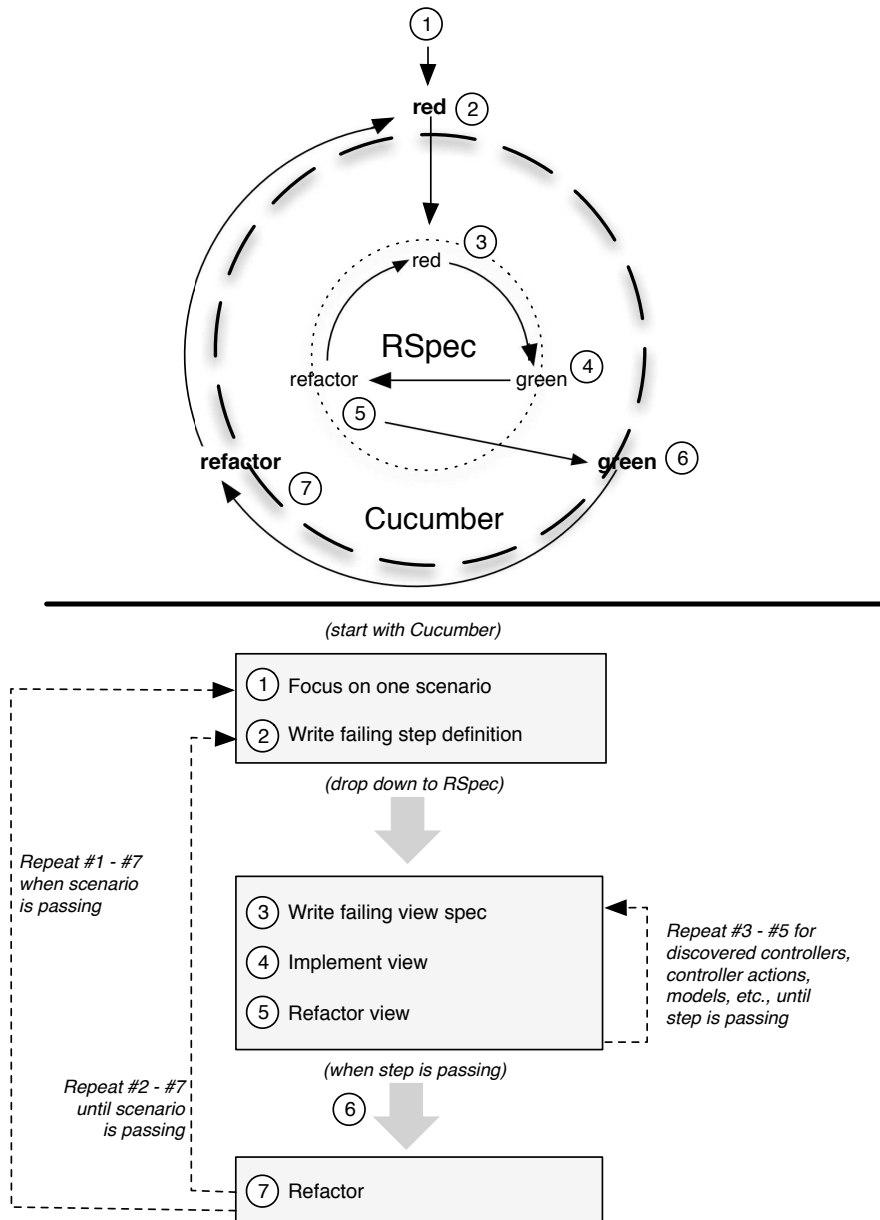 1
red 2
3
red
RSpec
refactor green 4
5
refactor green 6
7
Cucumber
(start with Cucumber)
1 Focus on one scenario
2 Write failing step definition
(drop down to RSpec)
Repeat #1 - #7
when scenario
is passing
3 Write failing view spec
4 Implement view
5 Refactor view
Repeat #3 - #5 for
discovered controllers,
controller actions,
models, etc., until
step is passing
(when step is passing)
Repeat #2 - #7
until scenario
is passing
6
7 Refactor